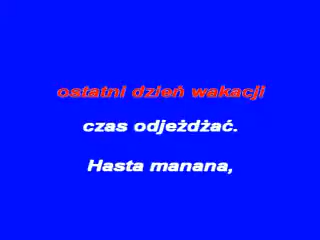 ostatni dzień wakacji
czas odjeżdżać.
Hasta manana,